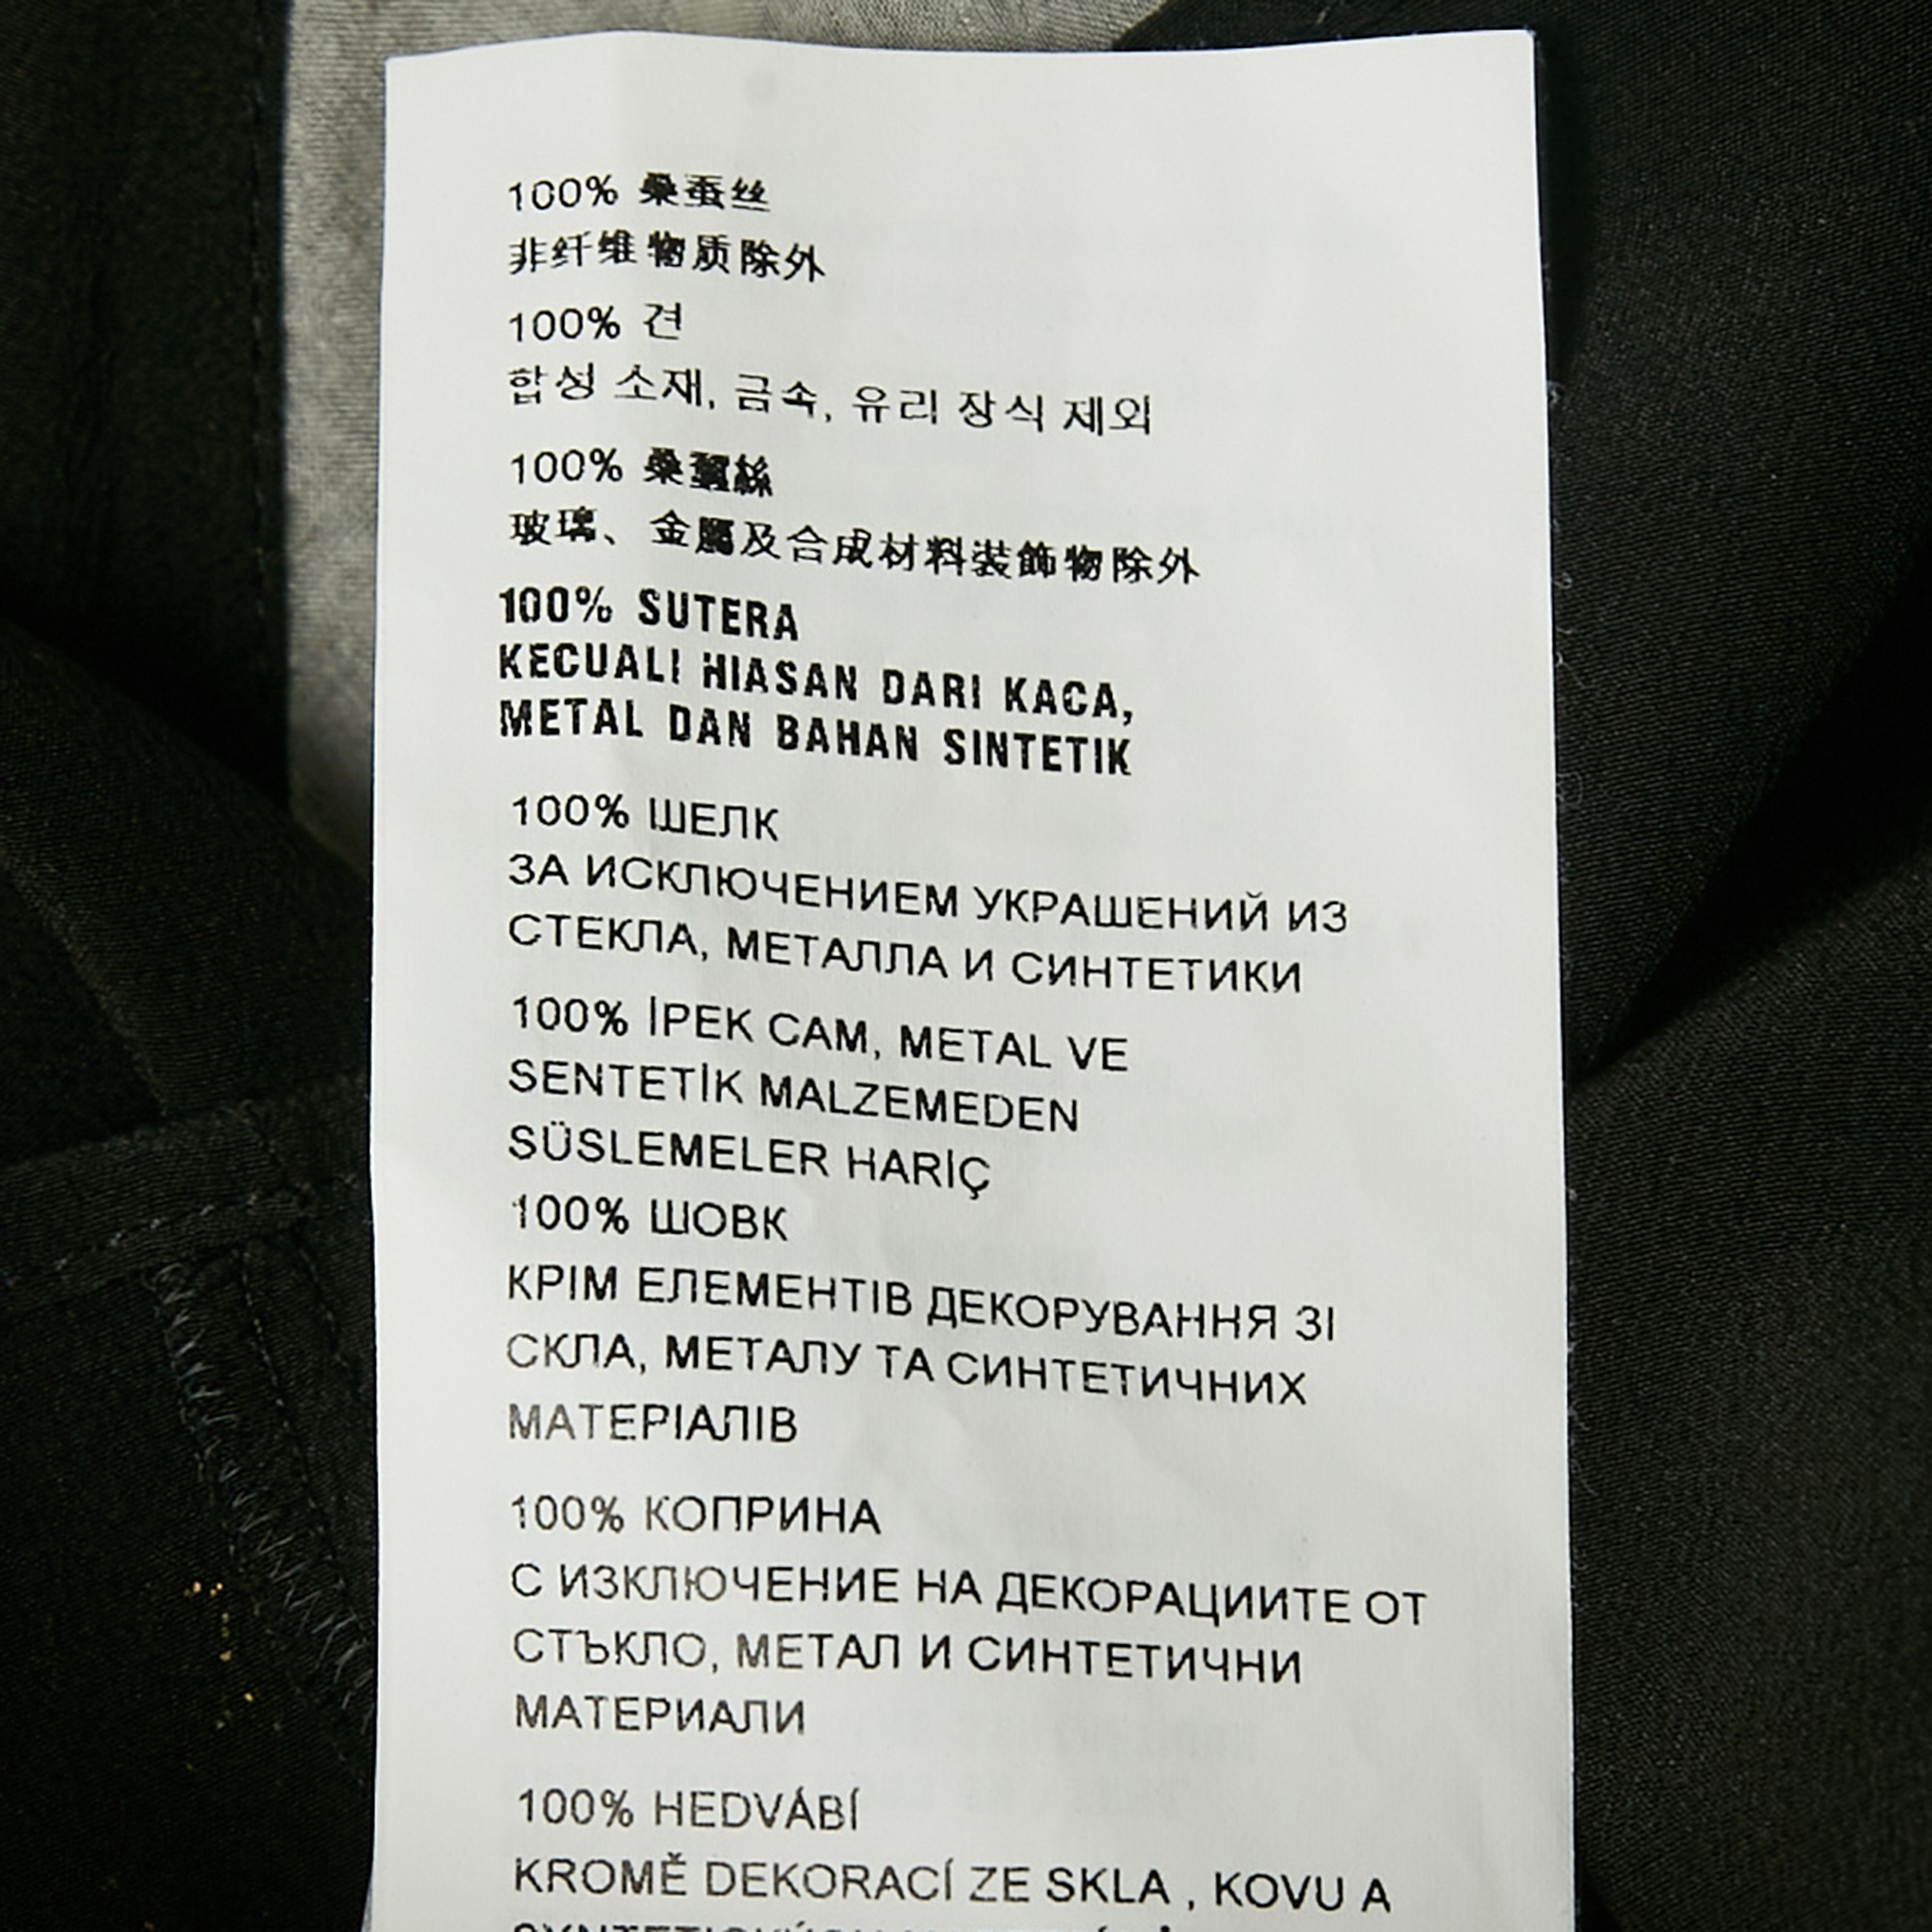 100% 桑蚕丝
非纤维物质除外
100% 견
합성 소재, 금속, 유리 장식 제외
100% 桑蠶絲
玻璃、金屬及合成材料裝飾物除外
100% SUTERA
KECUALI HIASAN DARI KACA,
METAL DAN BAHAN SINTETIK
100% ШЕЛК
ЗА ИСКЛЮЧЕНИЕМ УКРАШЕНИЙ ИЗ
СТЕКЛА, МЕТАЛЛА И СИНТЕТИКИ
100% İPEK CAM, METAL VE
SENTETİK MALZEMEDEN
SÜSLEMELER HARİÇ
100% ШОВК
КРІМ ЕЛЕМЕНТІВ ДЕКОРУВАННЯ ЗІ
СКЛА, МЕТАЛУ ТА СИНТЕТИЧНИХ
МАТЕРІАЛІВ
100% КОПРИНА
С ИЗКЛЮЧЕНИЕ НА ДЕКОРАЦИИТЕ ОТ
СТЪКЛО, МЕТАЛ И СИНТЕТИЧНИ
МАТЕРИАЛИ
100% HEDVÁBÍ
KROMĚ DEKORACÍ ZE SKLA , KOVU A